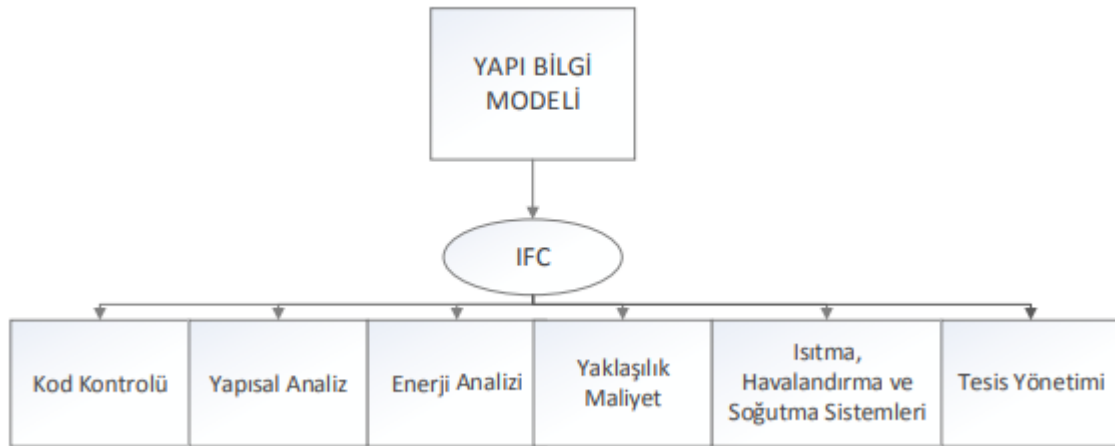 YAPI BİLGİ
MODELİ
IFC
Kod Kontrolü
Yapısal Analiz
Enerji Analizi
Yaklaşılık
Maliyet
Isıtma,
Havalandırma ve
Soğutma Sistemleri
Tesis Yönetimi